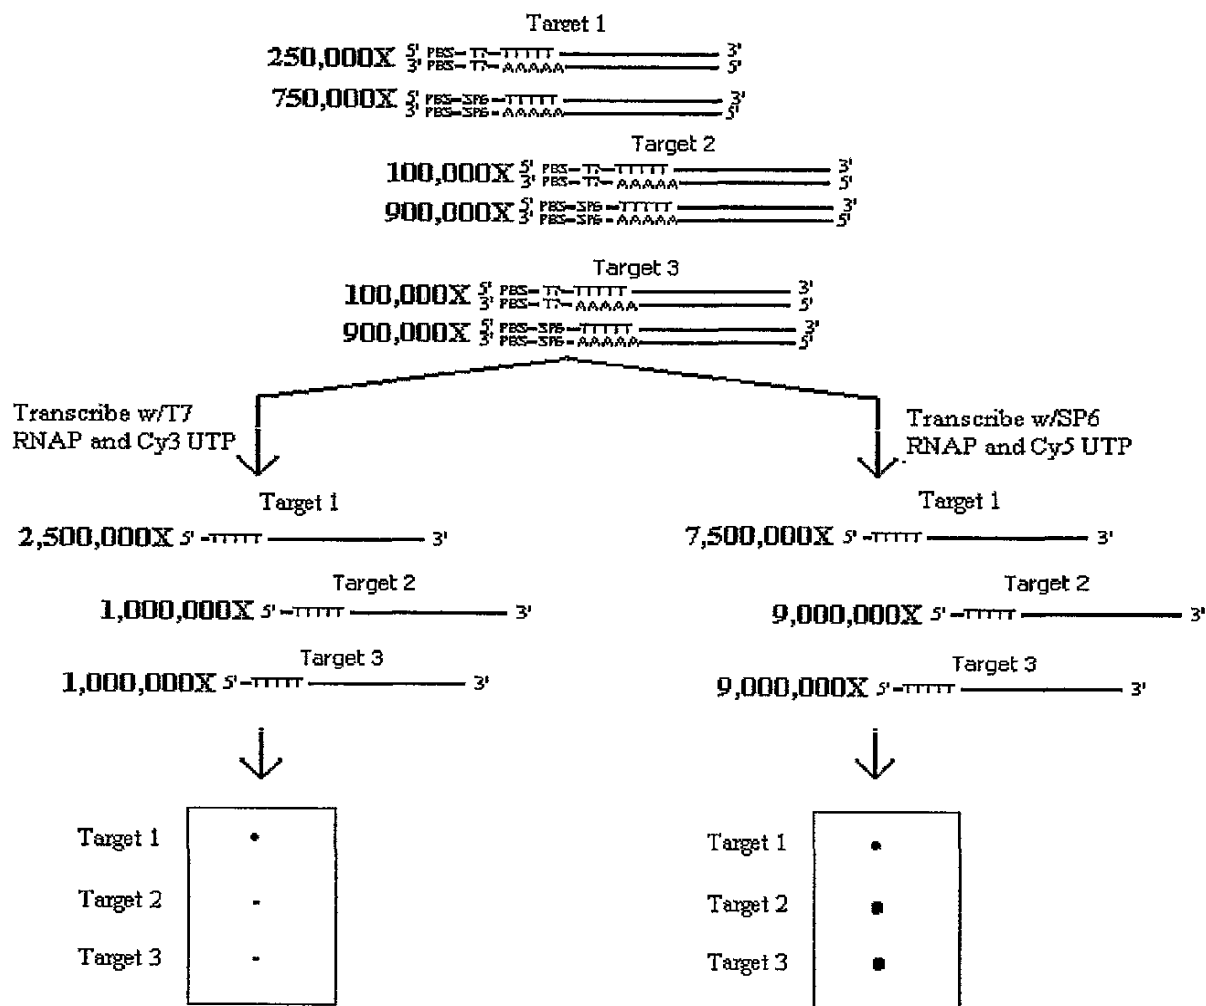 Target 1
250,000X 5' PBS-T7-TTTTT 3'
3' PBS-T7-AAAAA 5'
750,000X 5' PBS-SP6-TTTTT 3'
3' PBS-SP6-AAAAA 5'
Target 2
100,000X 5' PBS-T7-TTTTT 3'
3' PBS-T7-AAAAA 5'
900,000X 5' PBS-SP6-TTTTT 3'
3' PBS-SP6-AAAAA 5'
Target 3
100,000X 5' PBS-T7-TTTTT 3'
3' PBS-T7-AAAAA 5'
900,000X 5' PBS-SP6-TTTTT 3'
3' PBS-SP6-AAAAA 5'
Transcribe w/T7
RNAP and Cy3 UTP
Transcribe w/SP6
RNAP and Cy5 UTP
Target 1
2,500,000X 5'-TTTTT 3'
Target 2
1,000,000X 5'-TTTTT 3'
Target 3
1,000,000X 5'-TTTTT 3'
Target 1
7,500,000X 5'-TTTTT 3'
Target 2
9,000,000X 5'-TTTTT 3'
Target 3
9,000,000X 5'-TTTTT 3'
Target 1
Target 2
Target 3
Target 1
Target 2
Target 3